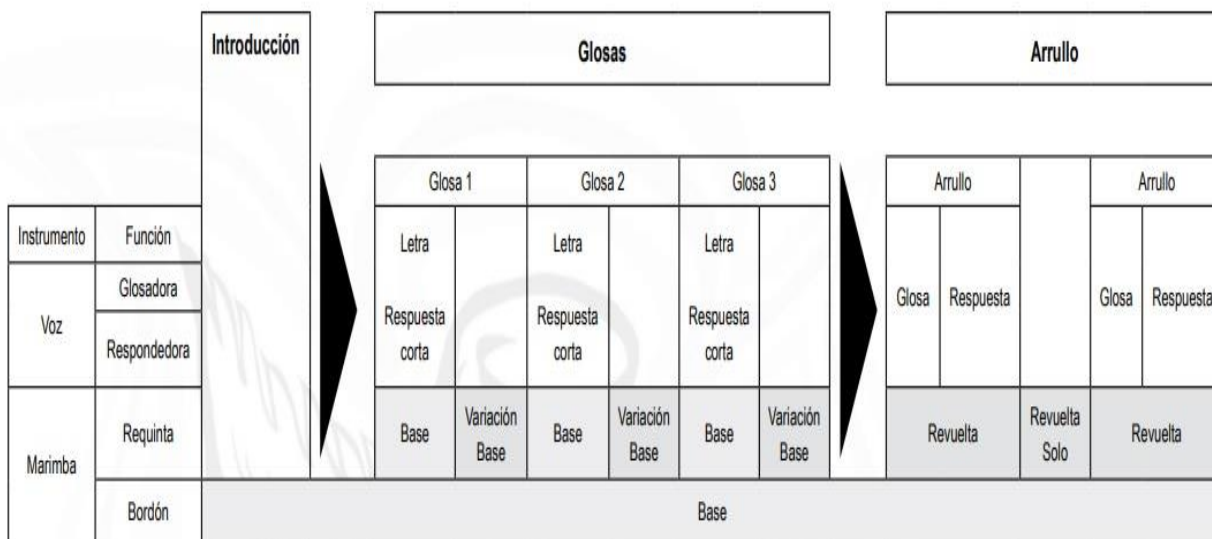 Introducción
Glosas
Arrullo
Glosa 1
Glosa 2
Glosa 3
Arrullo
Arrullo
Instrumento
Función
Letra
Letra
Letra
Voz
Glosadora
Respondedora
Respuesta
corta
Respuesta
corta
Respuesta
corta
Glosa
Respuesta
Glosa
Respuesta
Marimba
Requinta
Base
Variación
Base
Base
Variación
Base
Base
Variación
Base
Revuelta
Revuelta
Solo
Revuelta
Bordón
Base